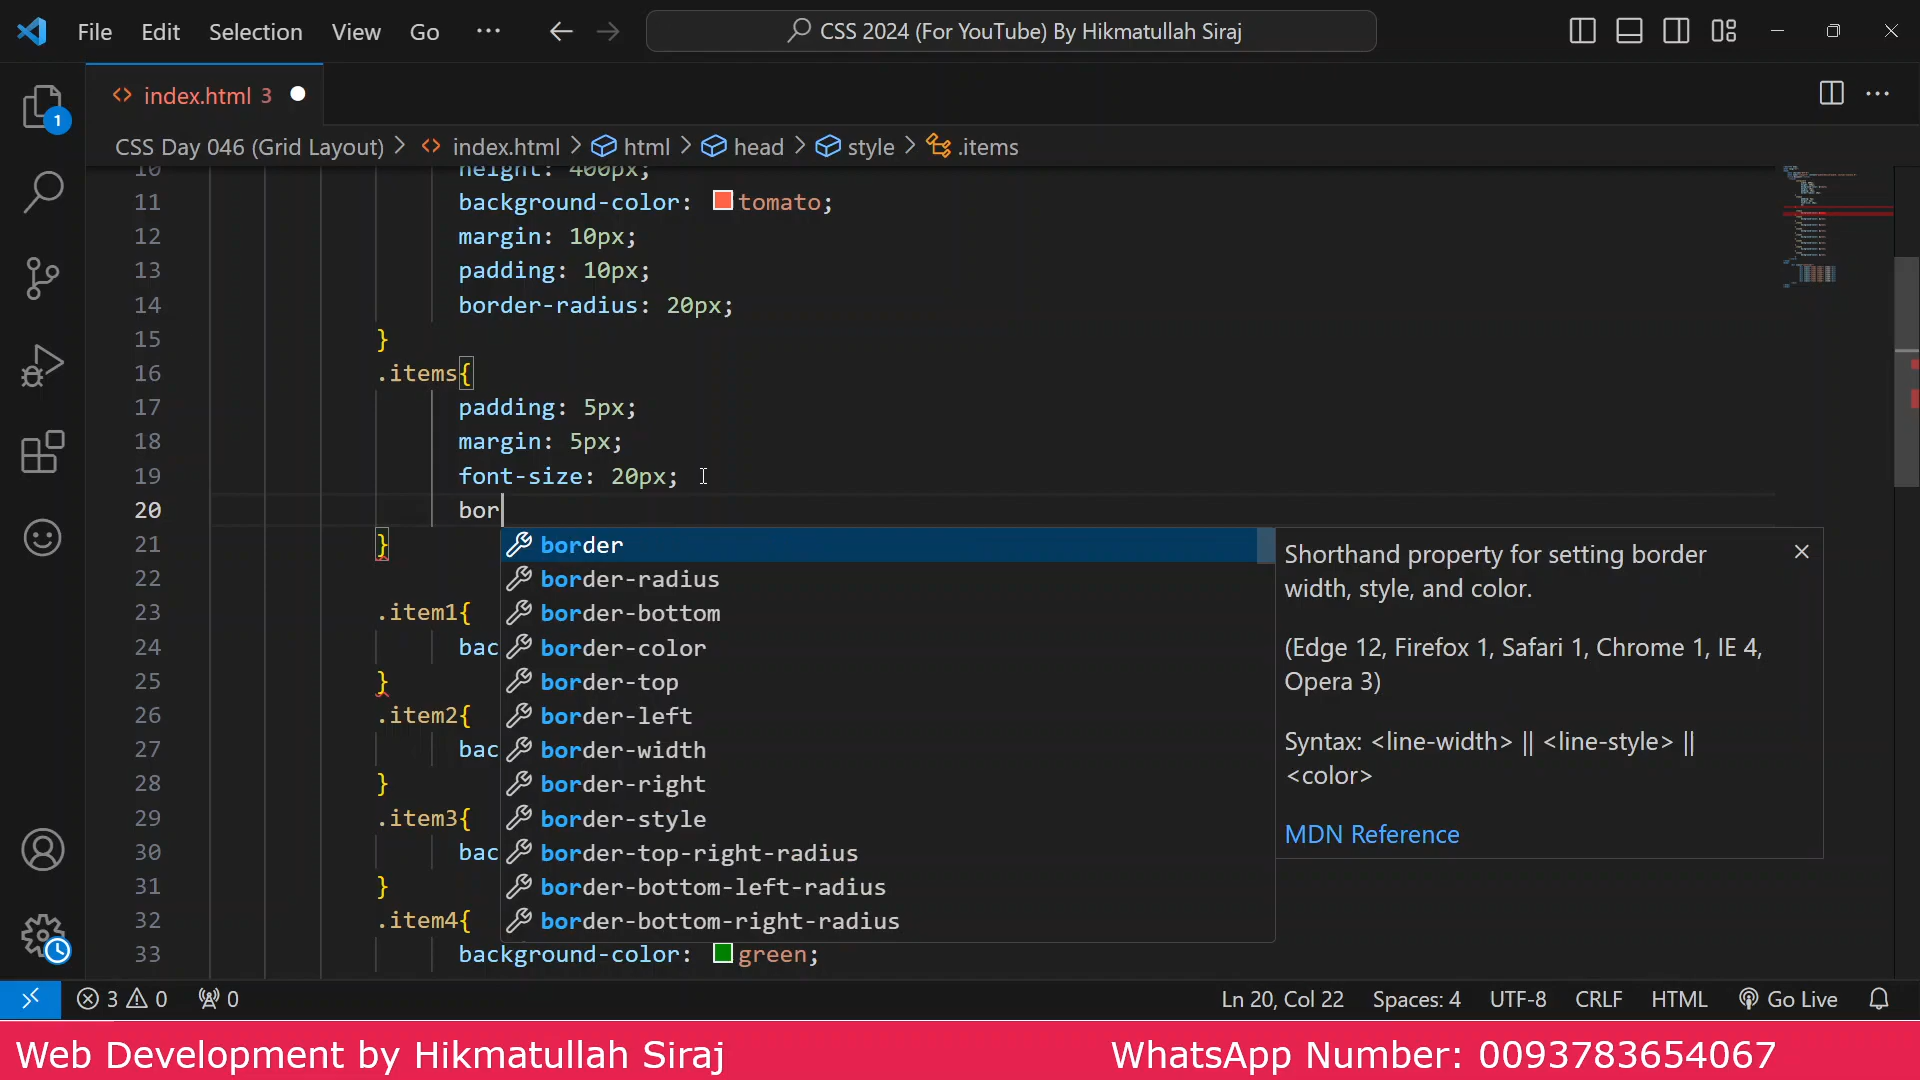 File Edit Selection View Go ··· CSS 2024 (For YouTube) By Hikmatullah Siraj
index.html 3
1
CSS Day 046 (Grid Layout) > index.html > html > head > style > .items
10 height: 400px;
11 background-color: tomato;
12 margin: 10px;
13 padding: 10px;
14 border-radius: 20px;
15 }
16 .items{
17 padding: 5px;
18 margin: 5px;
19 font-size: 20px;
20 bor
21 }
22
23 .item1{
24 bac
25 }
26 .item2{
27 bac
28 }
29 .item3{
30 bac
31 }
32 .item4{
33 background-color: green;
border
border-radius
border-bottom
border-color
border-top
border-left
border-width
border-right
border-style
border-top-right-radius
border-bottom-left-radius
border-bottom-right-radius
Shorthand property for setting border
width, style, and color.
(Edge 12, Firefox 1, Safari 1, Chrome 1, IE 4,
Opera 3)
Syntax: <line-width> || <line-style> ||
<color>
MDN Reference
3 0 0 Ln 20, Col 22 Spaces: 4 UTF-8 CRLF HTML Go Live
Web Development by Hikmatullah Siraj WhatsApp Number: 0093783654067